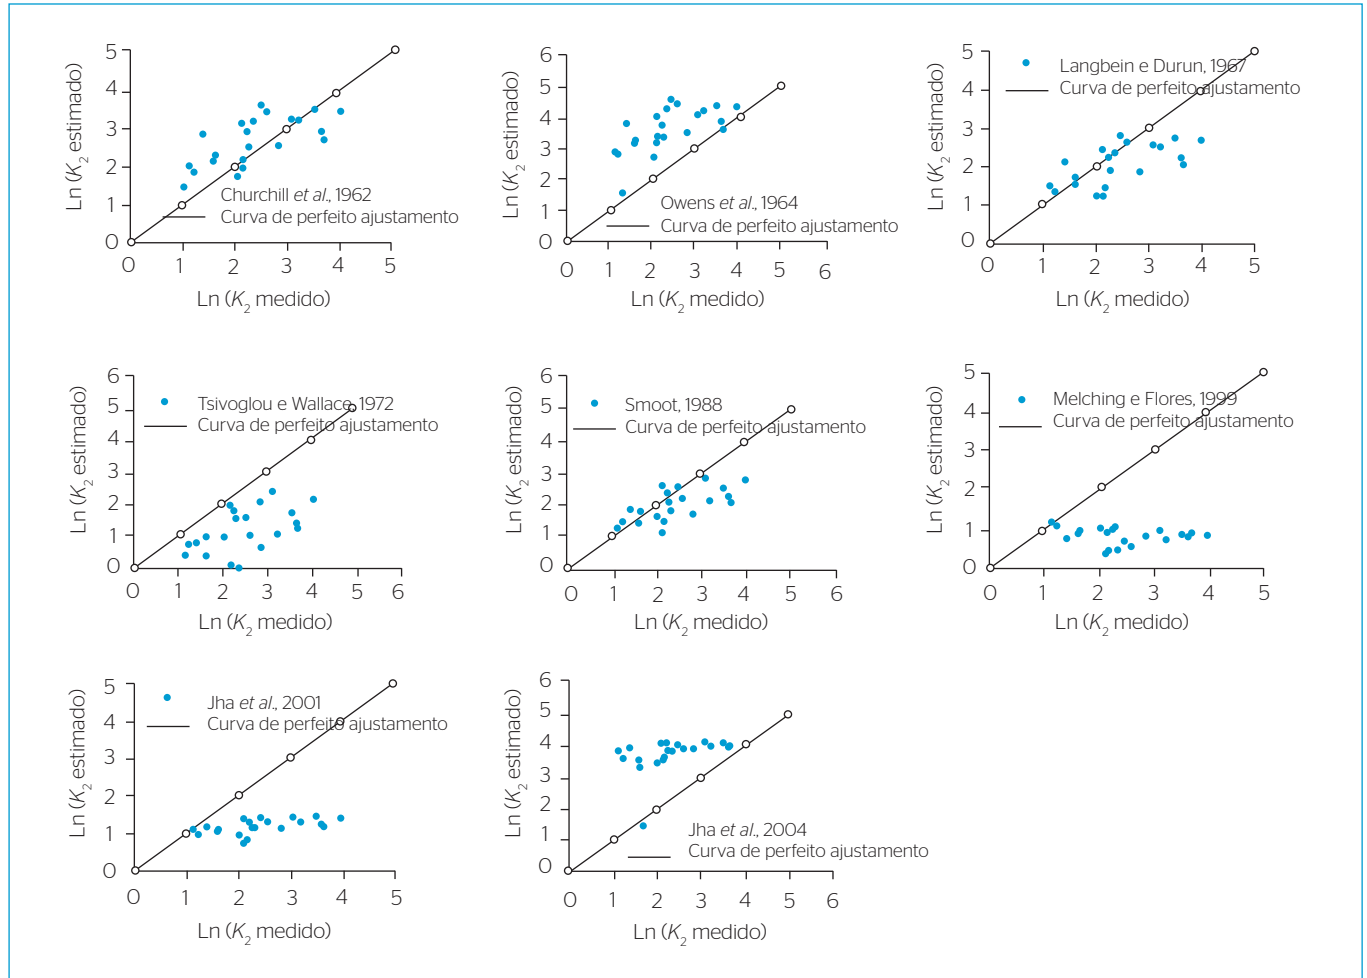 5
4
3
2
1
0
Ln (K2 estimado)
Churchill et al., 1962
Curva de perfeito ajustamento
0 1 2 3 4 5
Ln (K2 medido)
6
5
4
3
2
1
0
Ln (K2 estimado)
Owens et al., 1964
Curva de perfeito ajustamento
0 1 2 3 4 5 6
Ln (K2 medido)
5
4
3
2
1
0
Ln (K2 estimado)
Langbein e Durun, 1967
Curva de perfeito ajustamento
0 1 2 3 4 5
Ln (K2 medido)
6
5
4
3
2
1
0
Ln (K2 estimado)
Tsivoglou e Wallace, 1972
Curva de perfeito ajustamento
0 1 2 3 4 5 6
Ln (K2 medido)
6
5
4
3
2
1
0
Ln (K2 estimado)
Smoot, 1988
Curva de perfeito ajustamento
0 1 2 3 4 5 6
Ln (K2 medido)
5
4
3
2
1
0
Ln (K2 estimado)
Melching e Flores, 1999
Curva de perfeito ajustamento
0 1 2 3 4 5
Ln (K2 medido)
5
4
3
2
1
0
Ln (K2 estimado)
Jha et al., 2001
Curva de perfeito ajustamento
0 1 2 3 4 5
Ln (K2 medido)
6
5
4
3
2
1
0
Ln (K2 estimado)
Jha et al., 2004
Curva de perfeito ajustamento
0 1 2 3 4 5 6
Ln (K2 medido)